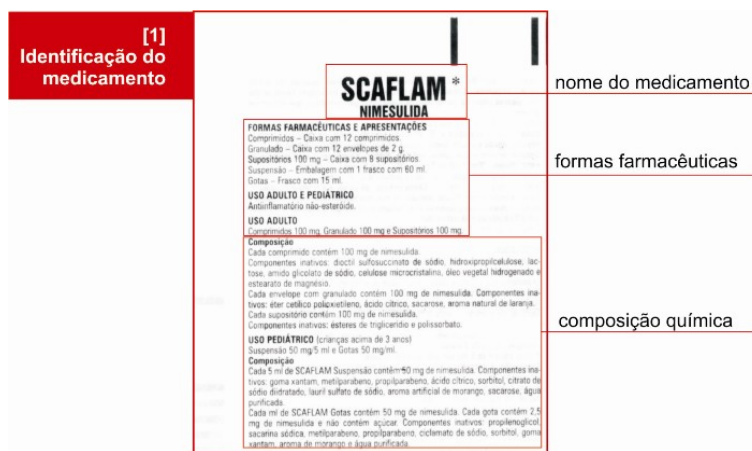 [1]
Identificação do
medicamento
SCAFLAM *
NIMESULIDA
nome do medicamento
FORMAS FARMACÊUTICAS E APRESENTAÇÕES
Comprimidos – Caixa com 12 comprimidos.
Granulado – Caixa com 12 envelopes de 2 g.
Supositórios 100 mg – Caixa com 8 supositórios.
Suspensão – Embalagem com 1 frasco com 60 ml.
Gotas – Frasco com 15 ml.
formas farmacêuticas
USO ADULTO E PEDIÁTRICO
Antiinflamatório não-esteróide.
USO ADULTO
Comprimidos 100 mg, Granulado 100 mg e Supositórios 100 mg.
Composição
Cada comprimido contém 100 mg de nimesulida.
Componentes inativos: dioctil sulfosuccinato de sódio, hidroxipropilcelulose, lac-
tose, amido glicolato de sódio, celulose microcristalina, óleo vegetal hidrogenado e
estearato de magnésio.
Cada envelope com granulado contém 100 mg de nimesulida. Componentes ina-
tivos: éter cetílico polioxietileno, ácido cítrico, sacarose, aroma natural de laranja.
Cada supositório contém 100 mg de nimesulida.
Componentes inativos: ésteres de triglicerídio e polissorbato.
composição química
USO PEDIÁTRICO (crianças acima de 3 anos)
Suspensão 50 mg/5 ml e Gotas 50 mg/ml.
Composição
Cada 5 ml de SCAFLAM Suspensão contém 50 mg de nimesulida. Componentes ina-
tivos: goma xantam, metilparabeno, propilparabeno, ácido cítrico, sorbitol, citrato de
sódio diidratado, lauril sulfato de sódio, aroma artificial de morango, sacarose, água
purificada.
Cada ml de SCAFLAM Gotas contém 50 mg de nimesulida. Cada gota contém 2,5
mg de nimesulida e não contém açúcar. Componentes inativos: propilenoglicol,
sacarina sódica, metilparabeno, propilparabeno, ciclamato de sódio, sorbitol, goma
xantam, aroma de morango e água purificada.